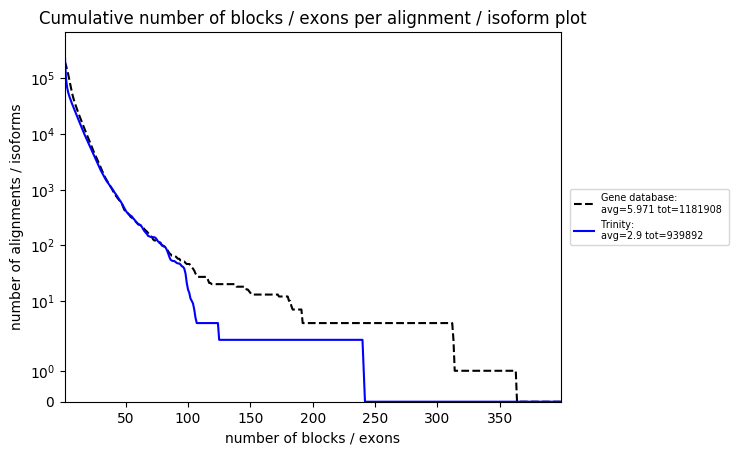 Cumulative number of blocks / exons per alignment / isoform plot
number of alignments / isoforms
10^5
10^4
10^3
10^2
10^1
10^0
0
50 100 150 200 250 300 350
number of blocks / exons
Gene database:
avg=5.971 tot=1181908
Trinity:
avg=2.9 tot=939892